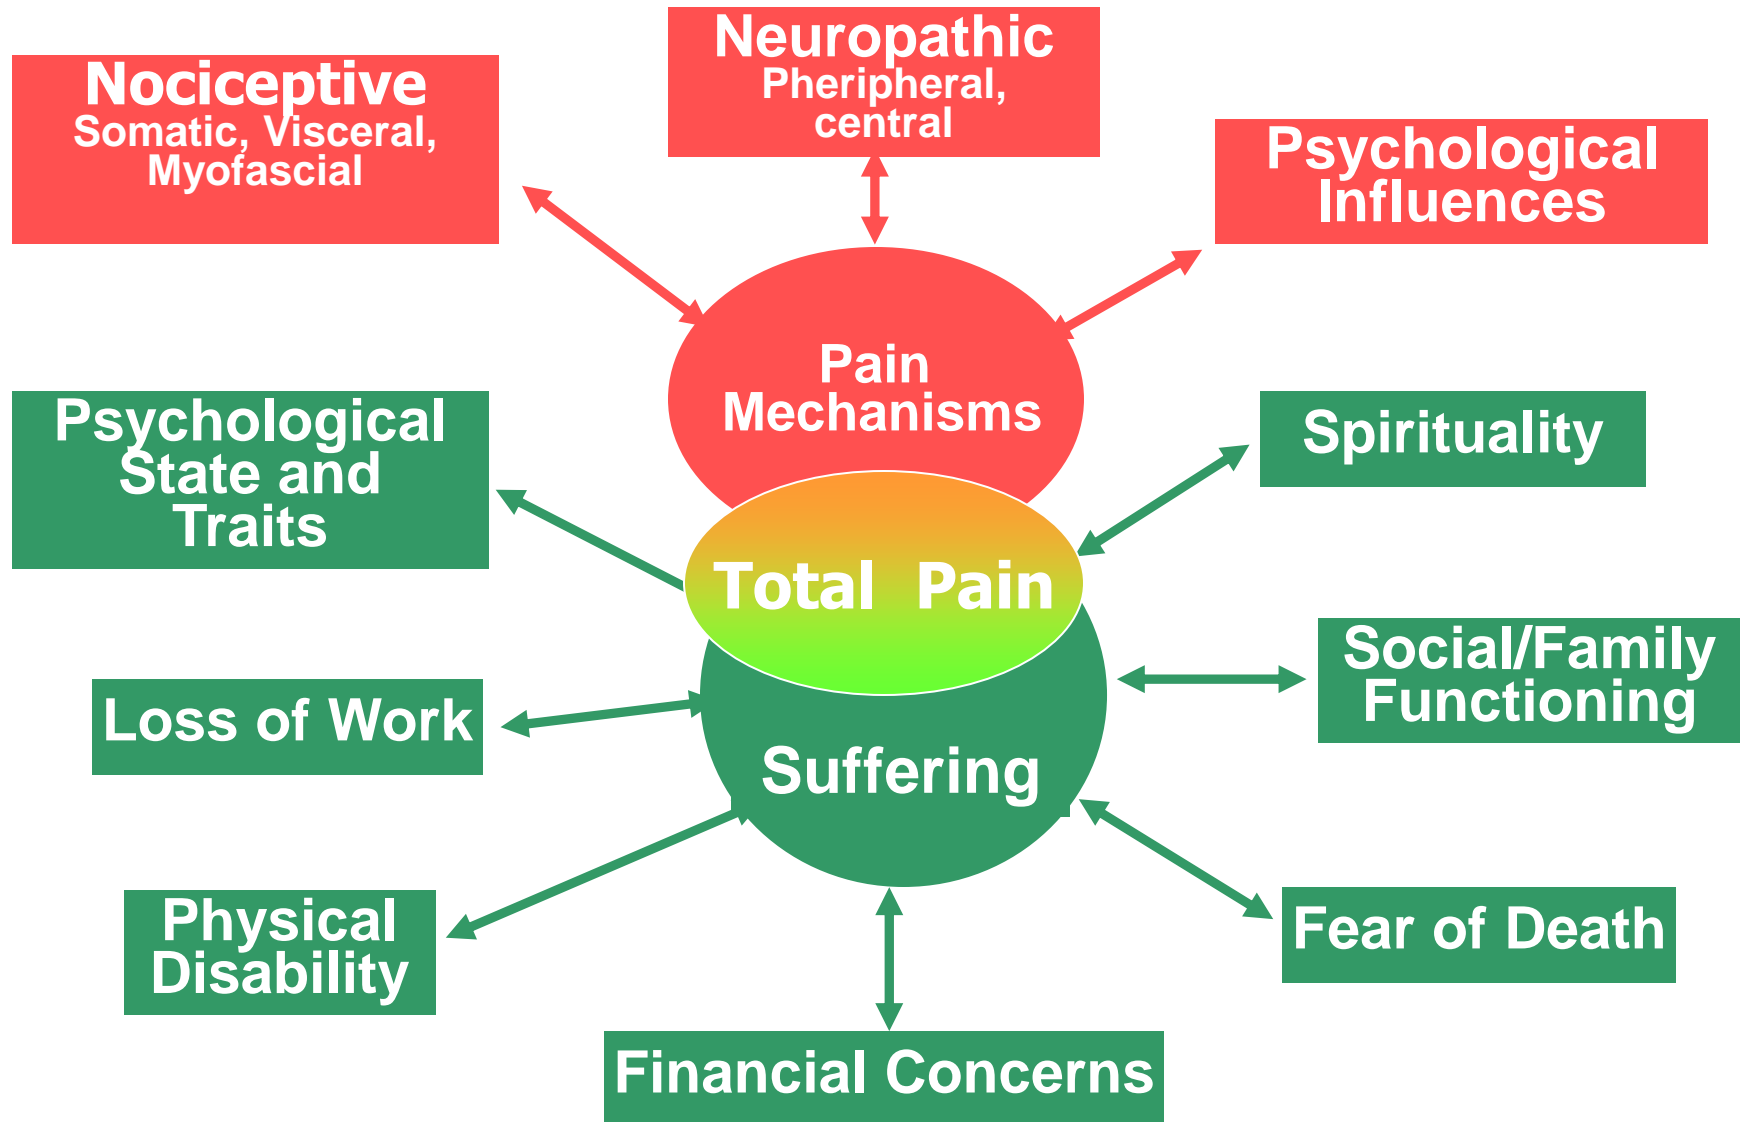 Neuropathic
Pheripheral,
central
Nociceptive
Somatic, Visceral,
Myofascial
Psychological
Influences
Pain
Mechanisms
Psychological
State and
Traits
Spirituality
Total Pain
Social/Family
Functioning
Loss of Work
Suffering
Physical
Disability
Fear of Death
Financial Concerns